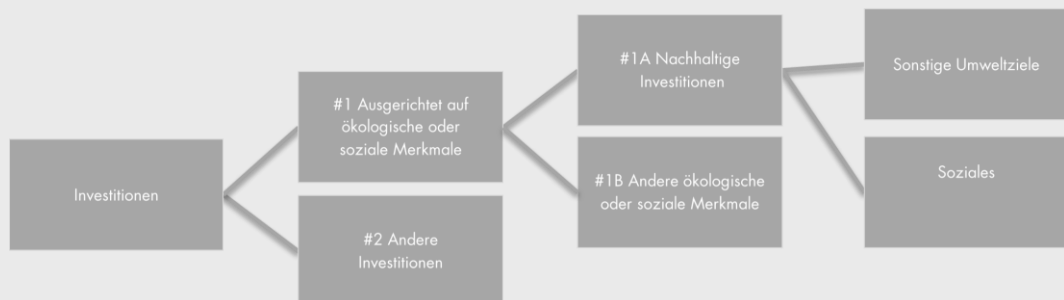 Investitionen
#1 Ausgerichtet auf
ökologische oder
soziale Merkmale
#2 Andere
Investitionen
#1A Nachhaltige
Investitionen
#1B Andere ökologische
oder soziale Merkmale
Sonstige Umweltziele
Soziales